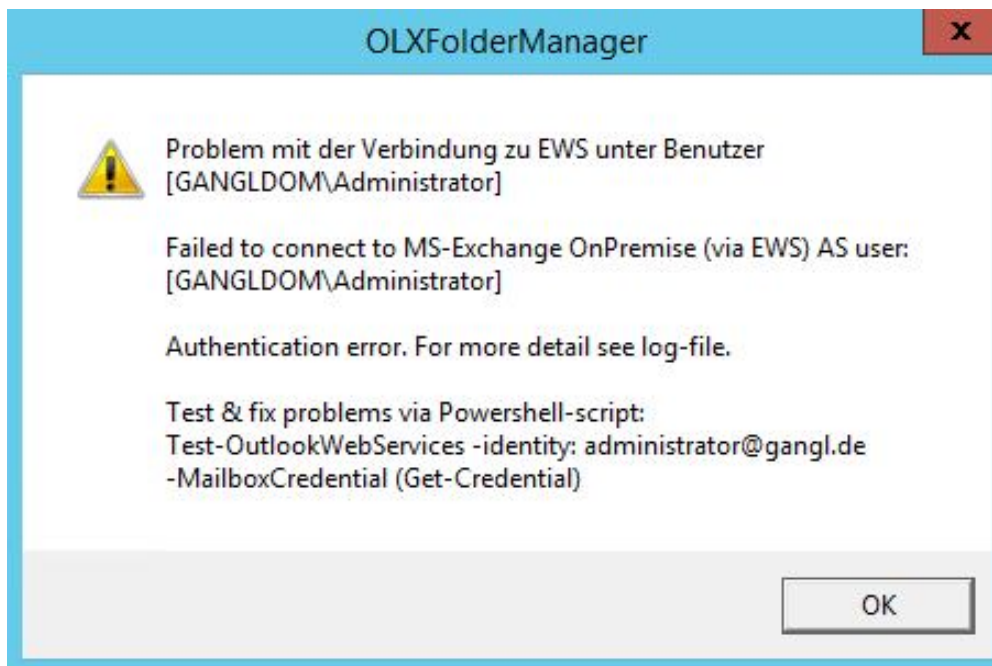 OLXFolderManager
x
Problem mit der Verbindung zu EWS unter Benutzer
[GANGLDOM\Administrator]
Failed to connect to MS-Exchange OnPremise (via EWS) AS user:
[GANGLDOM\Administrator]
Authentication error. For more detail see log-file.
Test & fix problems via Powershell-script:
Test-OutlookWebServices -identity: administrator@gangl.de
-MailboxCredential (Get-Credential)
OK